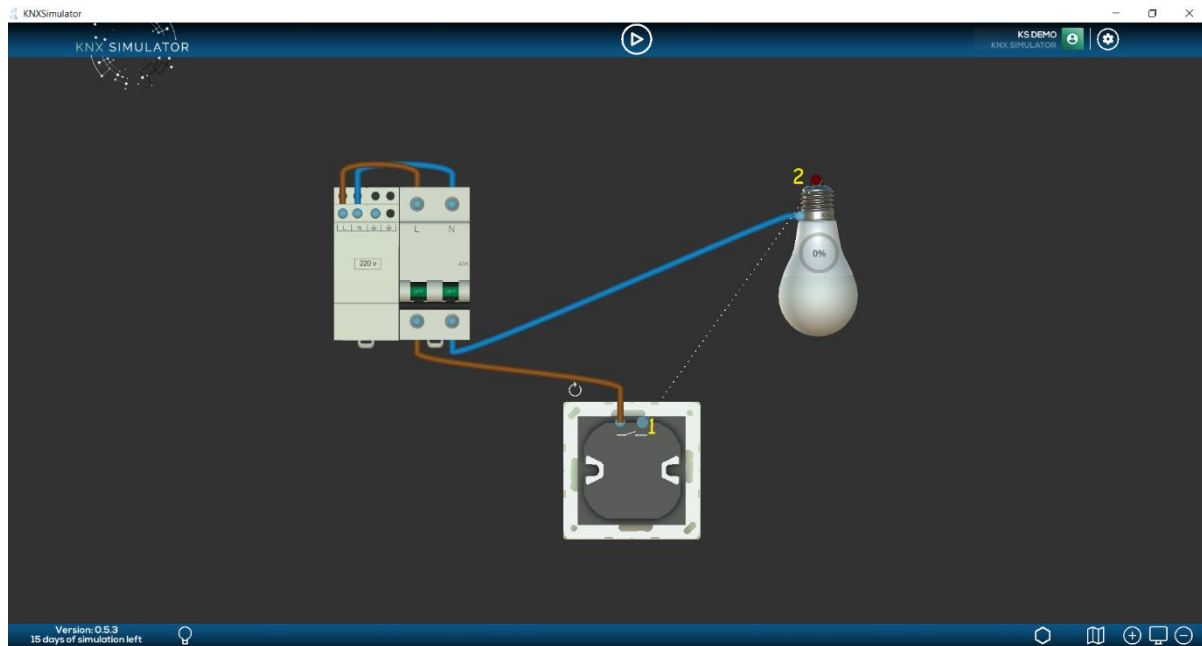 KNXSimulator
KNX SIMULATOR
KS DEMO
KNX SIMULATOR
2
L N
L N
220 v
0%
OFF OFF
1
Version: 0.5.3
15 days of simulation left